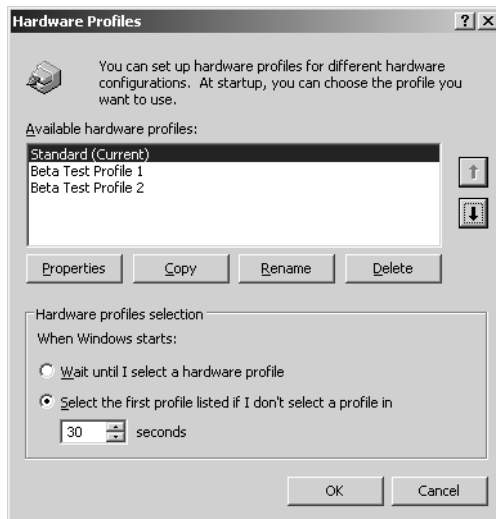 Hardware Profiles
? X
You can set up hardware profiles for different hardware
configurations. At startup, you can choose the profile you
want to use.
Available hardware profiles:
Standard (Current)
Beta Test Profile 1
Beta Test Profile 2
Properties
Copy
Rename
Delete
Hardware profiles selection
When Windows starts:
Wait until I select a hardware profile
Select the first profile listed if I don't select a profile in
30 seconds
OK
Cancel